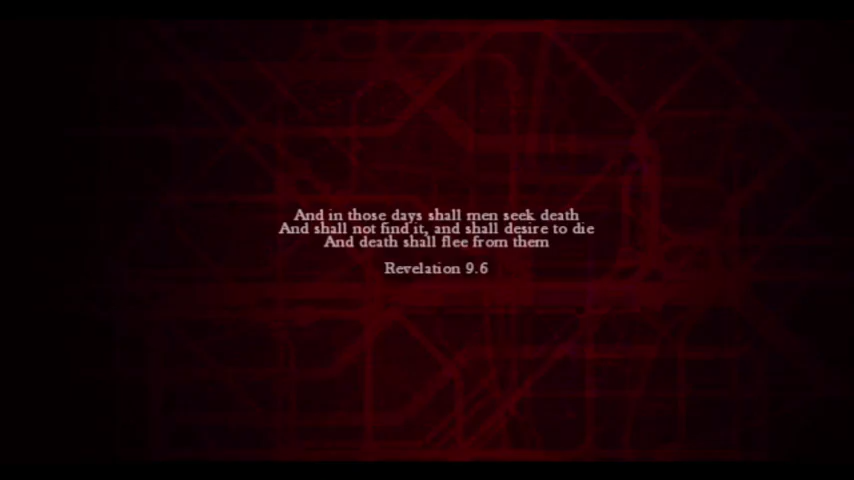 And in those days shall men seek death
And shall not find it, and shall desire to die
And death shall flee from them
Revelation 9.6